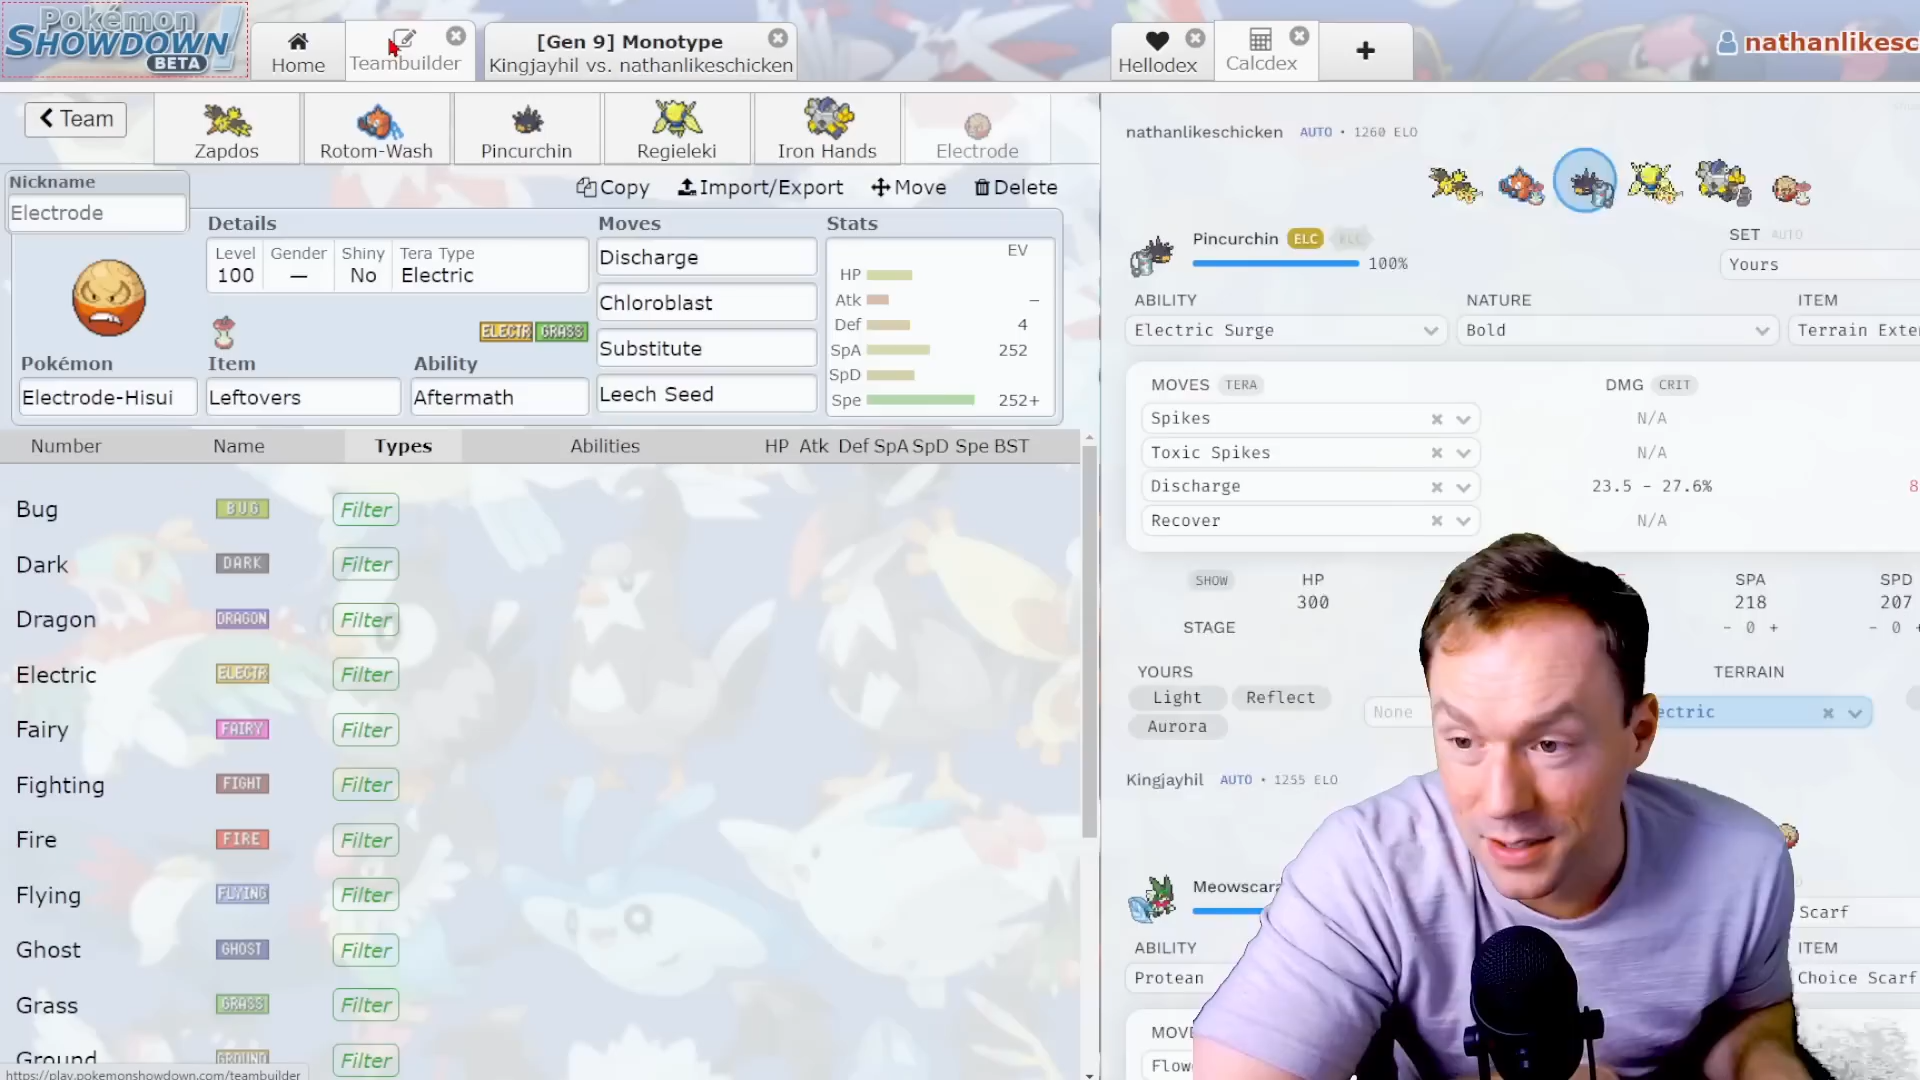 Pokémon
SHOWDOWN!
BETA
Home
Teambuilder
[Gen 9] Monotype
Kingjayhil vs. nathanlikeschicken
Hellodex
Calcdex
nathanlikesc
Team
Zapdos
Rotom-Wash
Pincurchin
Regieleki
Iron Hands
Electrode
Nickname
Electrode
Copy
Import/Export
Move
Delete
Details
Level
100
Gender
—
Shiny
No
Tera Type
Electric
ELECTR GRASS
Pokémon
Electrode-Hisui
Item
Leftovers
Ability
Aftermath
Moves
Discharge
Chloroblast
Substitute
Leech Seed
Stats
EV
HP
Atk –
Def 4
SpA 252
SpD
Spe 252+
Number Name Types Abilities HP Atk Def SpA SpD Spe BST
Bug BUG Filter
Dark DARK Filter
Dragon DRAGON Filter
Electric ELECTR Filter
Fairy FAIRY Filter
Fighting FIGHT Filter
Fire FIRE Filter
Flying FLYING Filter
Ghost GHOST Filter
Grass GRASS Filter
Ground GROUND Filter
https://play.pokemonshowdown.com/teambuilder
nathanlikeschicken AUTO • 1260 ELO
Pincurchin ELC
100%
SET AUTO
Yours
ABILITY
Electric Surge
NATURE
Bold
ITEM
Terrain Exte
MOVES TERA
DMG CRIT
Spikes N/A
Toxic Spikes N/A
Discharge 23.5 - 27.6% 8
Recover N/A
SHOW HP SPA SPD
300 218 207
STAGE - 0 + - 0 +
YOURS
Light Reflect
Aurora
None
TERRAIN
ectric
Kingjayhil AUTO • 1255 ELO
Meowscara
Scarf
ABILITY
Protean
ITEM
Choice Scarf
MOVE
Flow